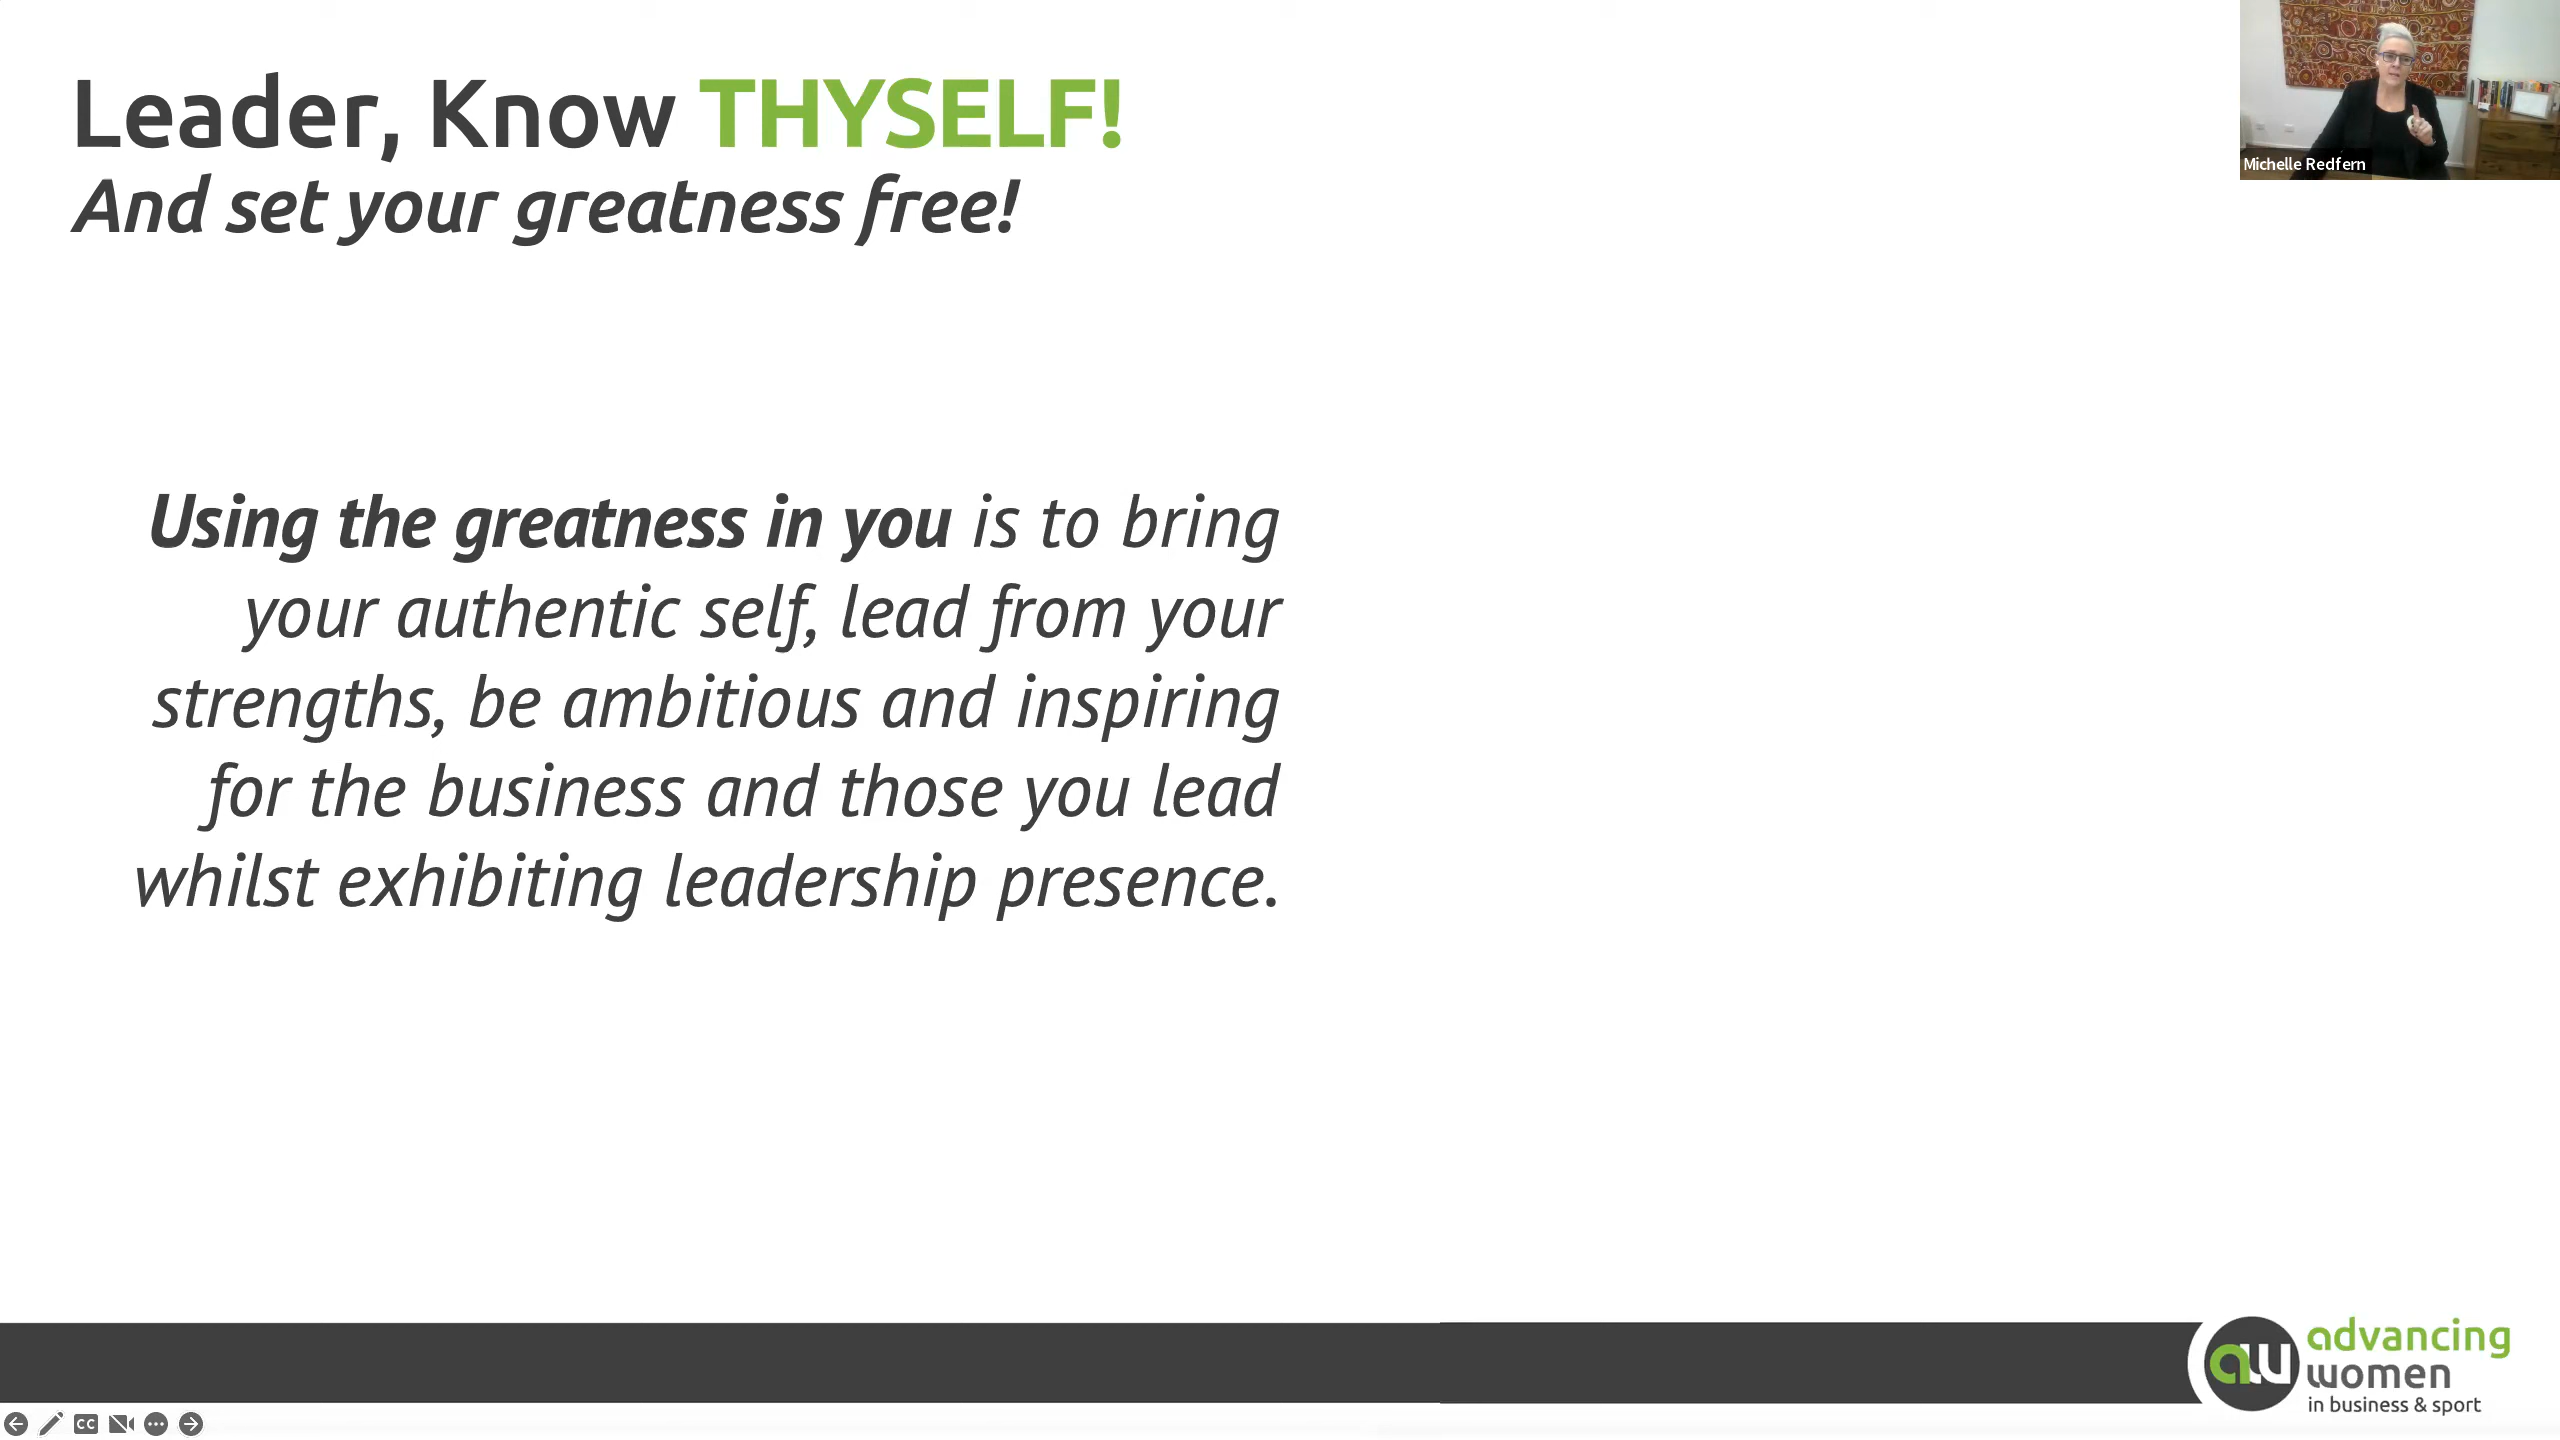 Leader, Know THYSELF!
And set your greatness free!
Michelle Redfern
Using the greatness in you is to bring
your authentic self, lead from your
strengths, be ambitious and inspiring
for the business and those you lead
whilst exhibiting leadership presence.
aw
advancing
women
in business & sport
CC